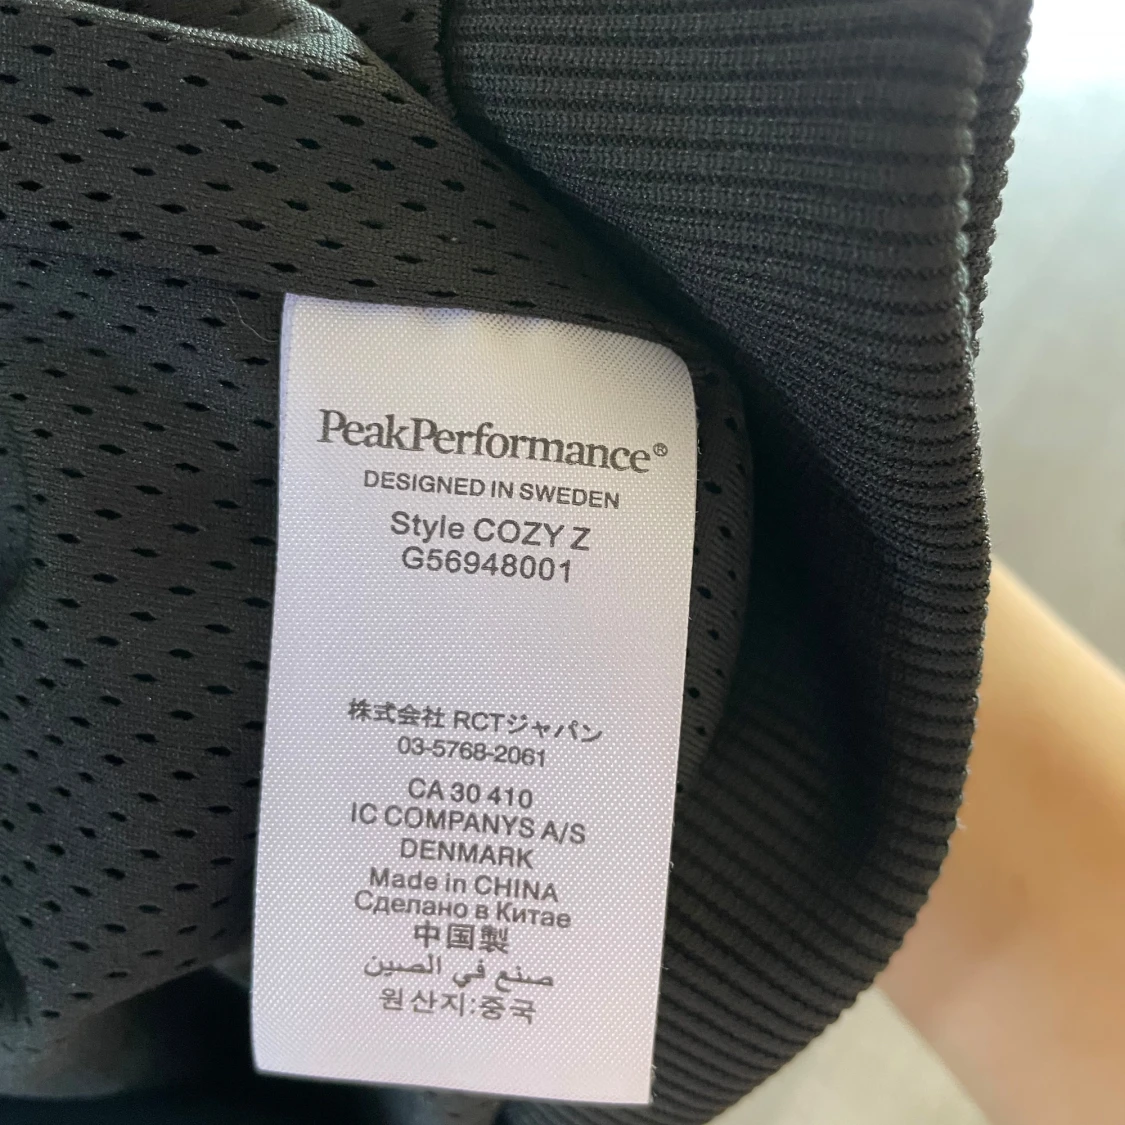 PeakPerformance®
DESIGNED IN SWEDEN
Style COZY Z
G56948001
株式会社 RCTジャパン
03-5768-2061
CA 30 410
IC COMPANYS A/S
DENMARK
Made in CHINA
Сделано в Китае
中国製
صنع في الصين
원산지:중국